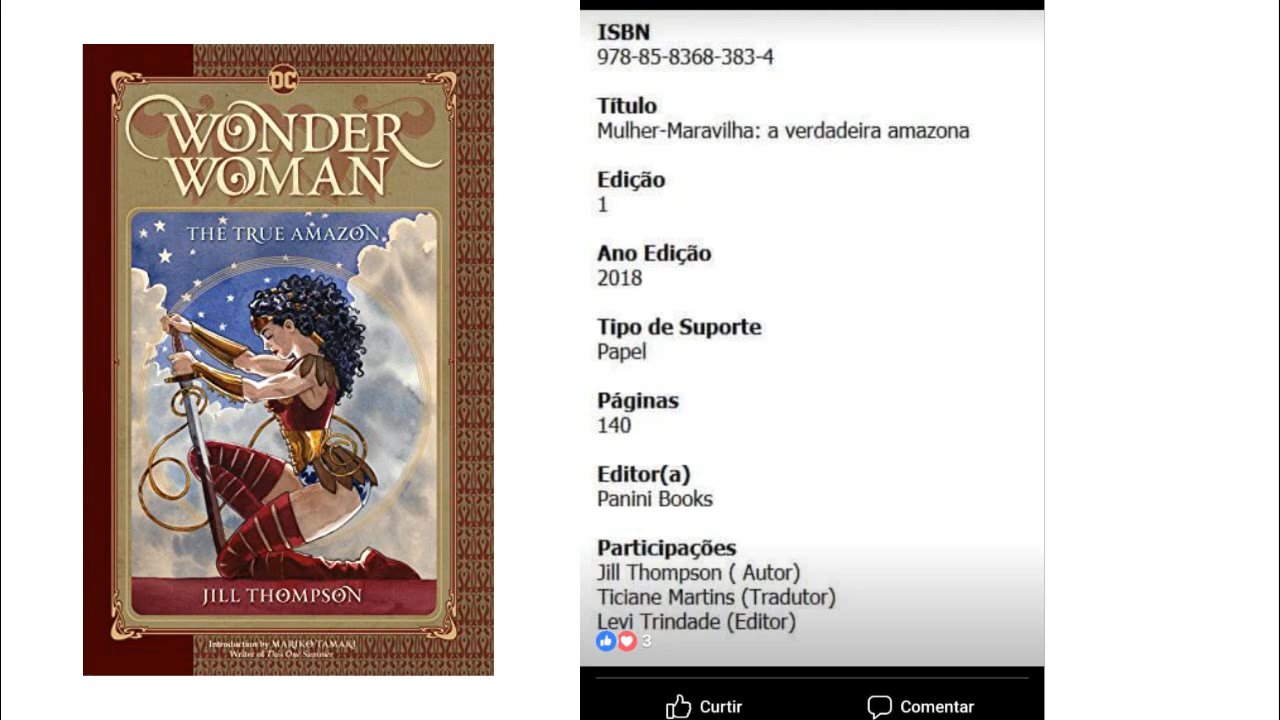 DC
WONDER
WOMAN
THE TRUE AMAZON
JILL THOMPSON
Introduction by MARIKO TAMAKI
Writer of This One Summer
ISBN
978-85-8368-383-4
Título
Mulher-Maravilha: a verdadeira amazona
Edição
1
Ano Edição
2018
Tipo de Suporte
Papel
Páginas
140
Editor(a)
Panini Books
Participações
Jill Thompson ( Autor)
Ticiane Martins (Tradutor)
Levi Trindade (Editor)
3
Curtir
Comentar